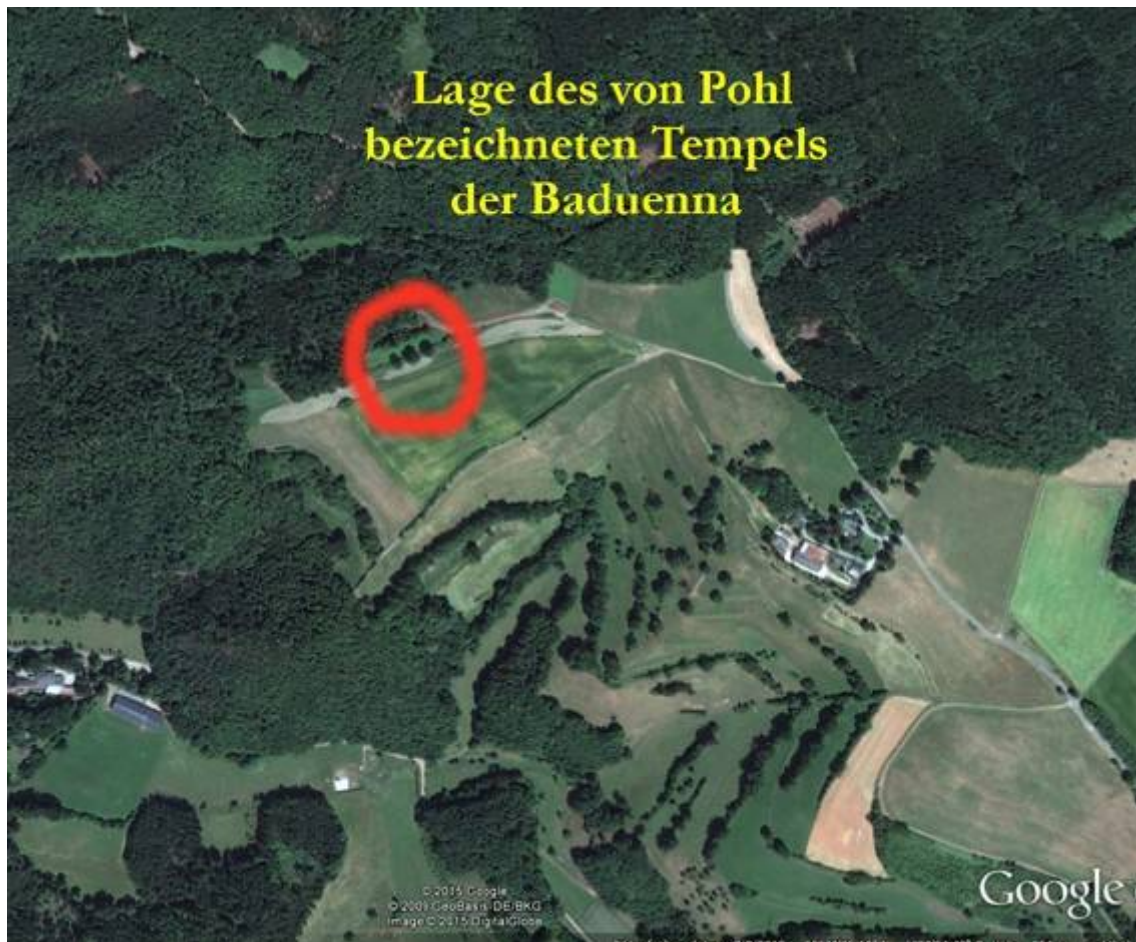 Lage des von Pohl
bezeichneten Tempels
der Baduenna
© 2015 Google
© 2009 GeoBasis-DE/BKG
Image © 2015 DigitalGlobe
Google